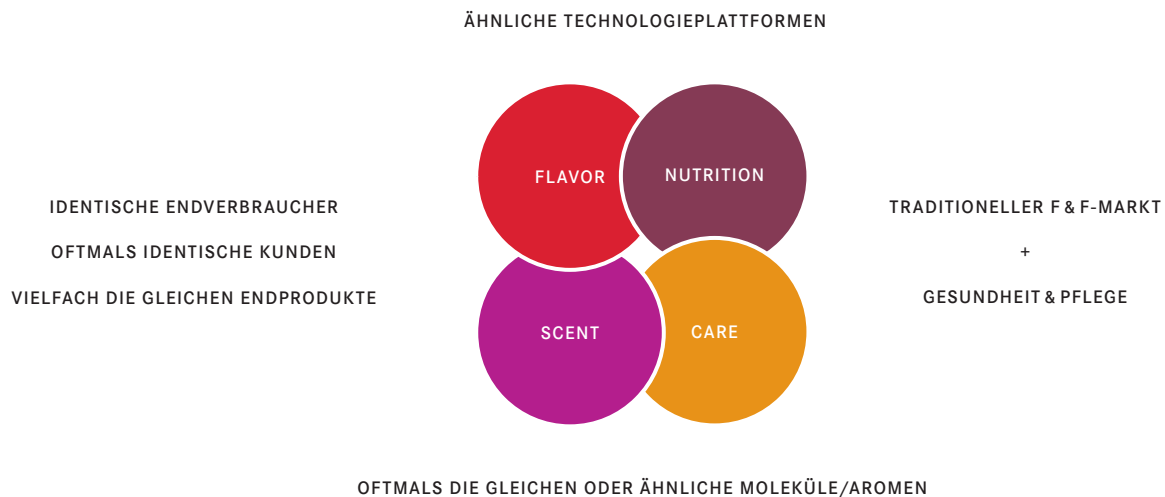 ÄHNLICHE TECHNOLOGIEPLATTFORMEN
FLAVOR
NUTRITION
IDENTISCHE ENDVERBRAUCHER
OFTMALS IDENTISCHE KUNDEN
VIELFACH DIE GLEICHEN ENDPRODUKTE
TRADITIONELLER F & F-MARKT
+
GESUNDHEIT & PFLEGE
SCENT
CARE
OFTMALS DIE GLEICHEN ODER ÄHNLICHE MOLEKÜLE/AROMEN